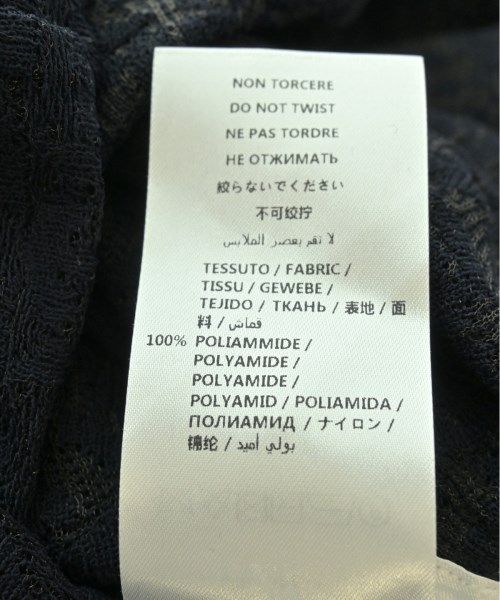 NON TORCERE
DO NOT TWIST
NE PAS TORDRE
НЕ ОТЖИМАТЬ
絞らないでください
不可绞拧
لا تقم بعصر الملابس
TESSUTO / FABRIC /
TISSU / GEWEBE /
TEJIDO / ТКАНЬ / 表地 / 面
料 / قماش
100% POLIAMMIDE /
POLYAMIDE /
POLYAMIDE /
POLYAMID / POLIAMIDA /
ПОЛИАМИД / ナイロン /
锦纶 / بولي أميد